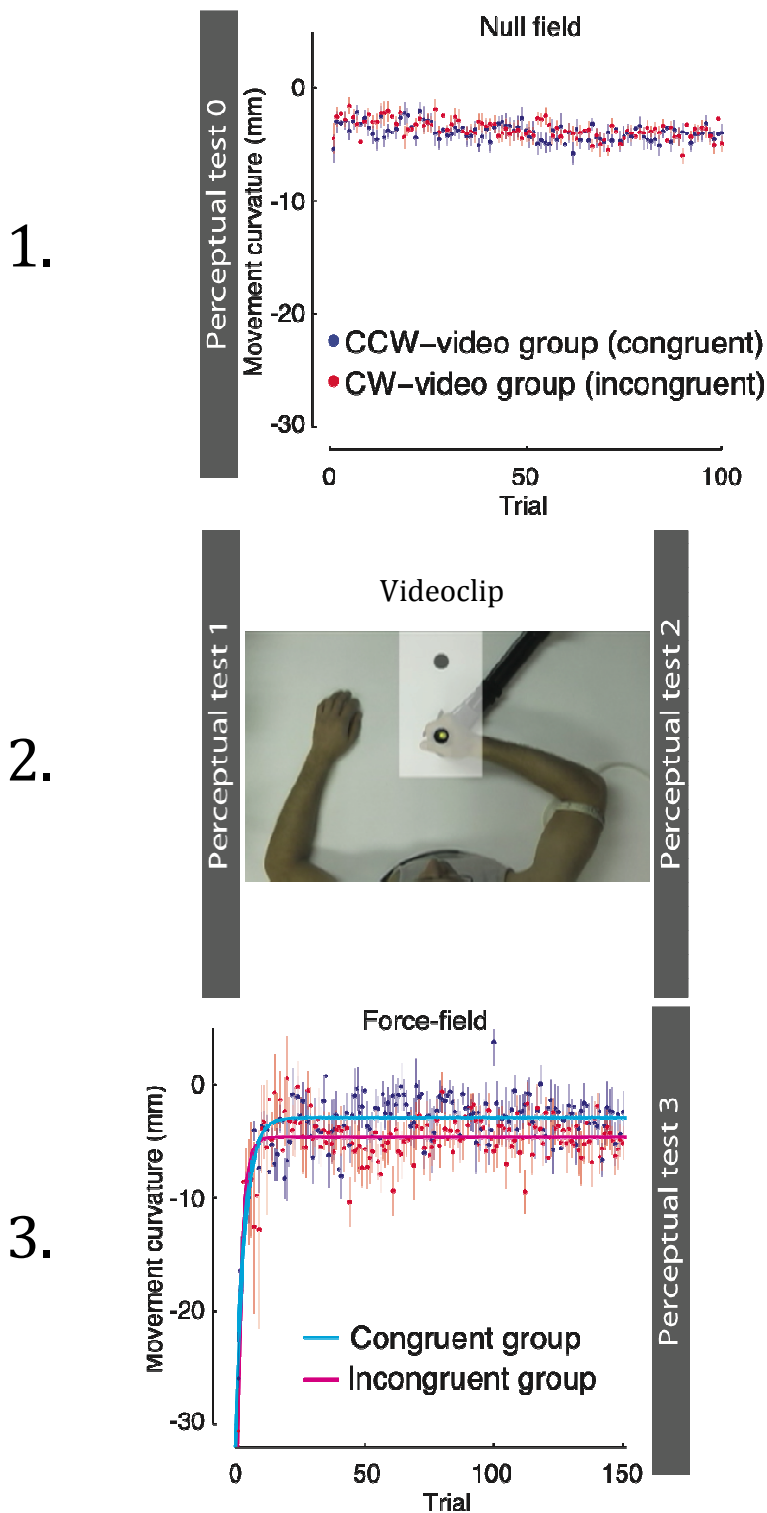 1.
Perceptual test 0
Null field
Movement curvature (mm)
0
-10
-20
-30
CCW–video group (congruent)
CW–video group (incongruent)
0 50 100
Trial
2.
Perceptual test 1
Videoclip
Perceptual test 2
3.
Force-field
Movement curvature (mm)
0
-10
-20
-30
Congruent group
Incongruent group
0 50 100 150
Trial
Perceptual test 3